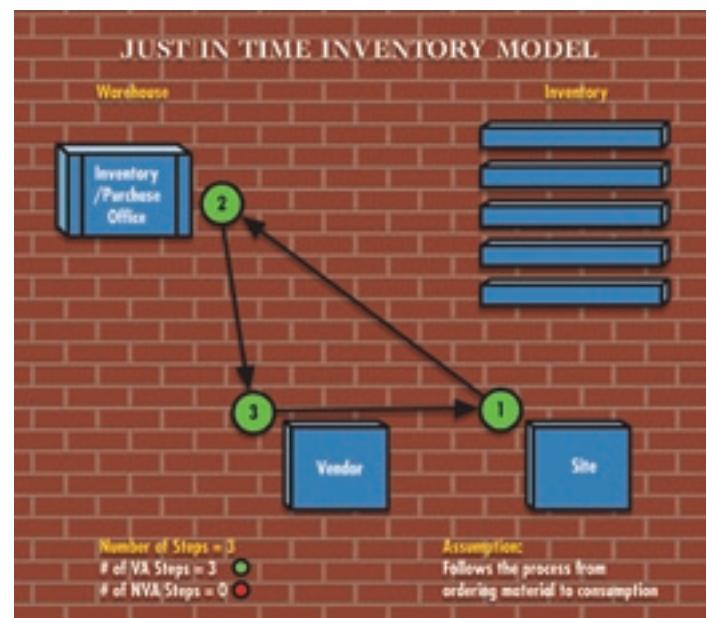 JUST IN TIME INVENTORY MODEL
Warehouse
Inventory
Inventory
/Purchase
Office
2
3
1
Vendor
Site
Number of Steps = 3
# of VA Steps = 3
# of NVA Steps = 0
Assumption:
Follows the process from
ordering material to consumption